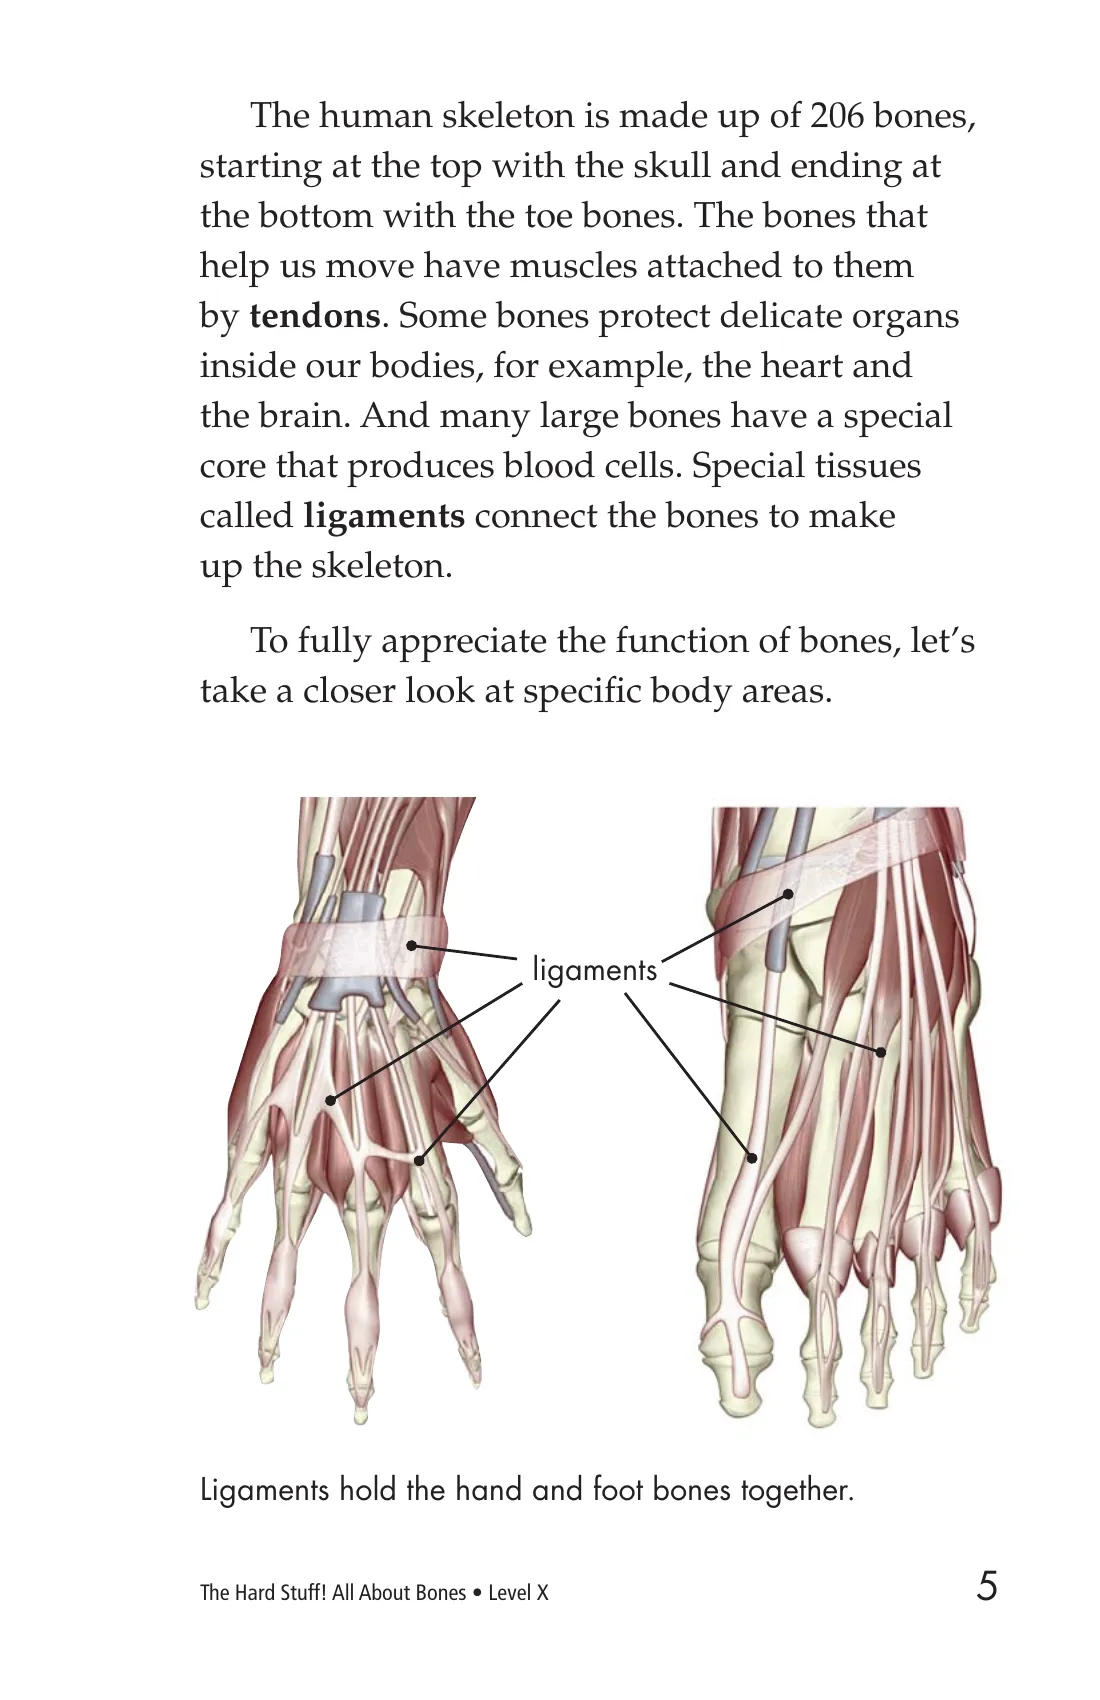 The human skeleton is made up of 206 bones,
starting at the top with the skull and ending at
the bottom with the toe bones. The bones that
help us move have muscles attached to them
by tendons. Some bones protect delicate organs
inside our bodies, for example, the heart and
the brain. And many large bones have a special
core that produces blood cells. Special tissues
called ligaments connect the bones to make
up the skeleton.
To fully appreciate the function of bones, let’s
take a closer look at specific body areas.
ligaments
Ligaments hold the hand and foot bones together.
The Hard Stuff! All About Bones • Level X
5